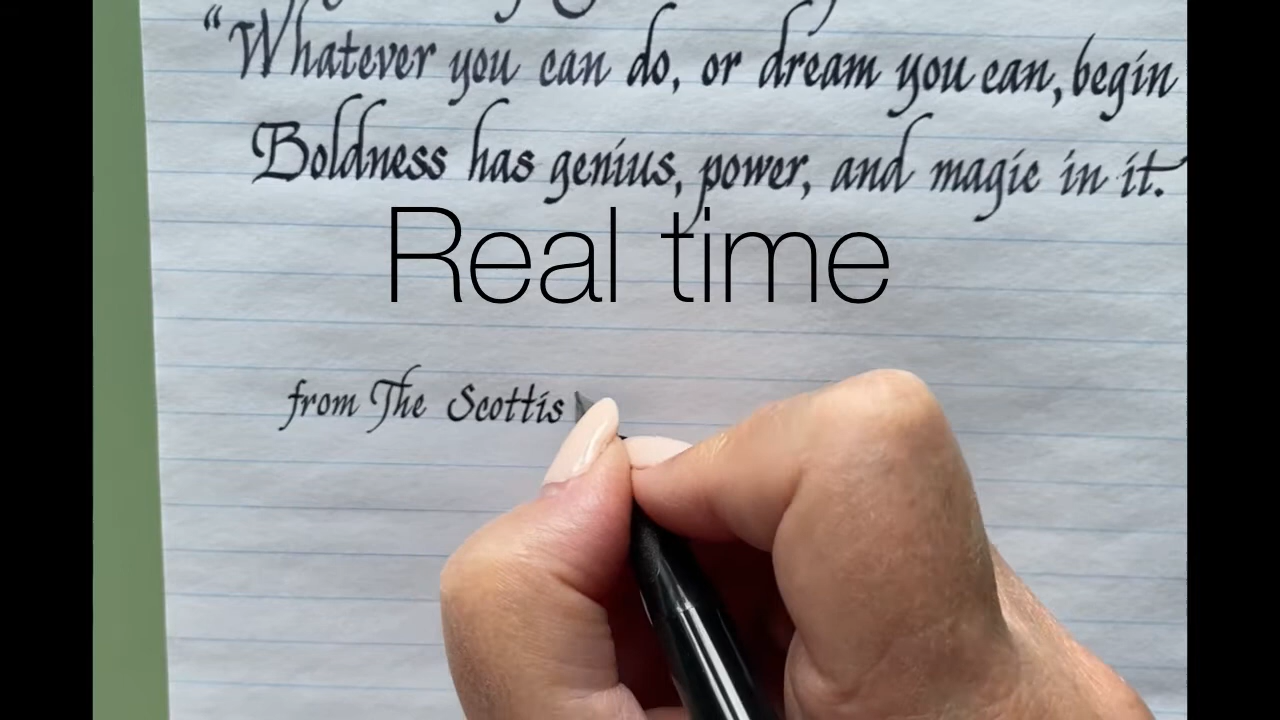 “Whatever you can do, or dream you can, begin
Boldness has genius, power, and magic in it.
Real time
from The Scottis